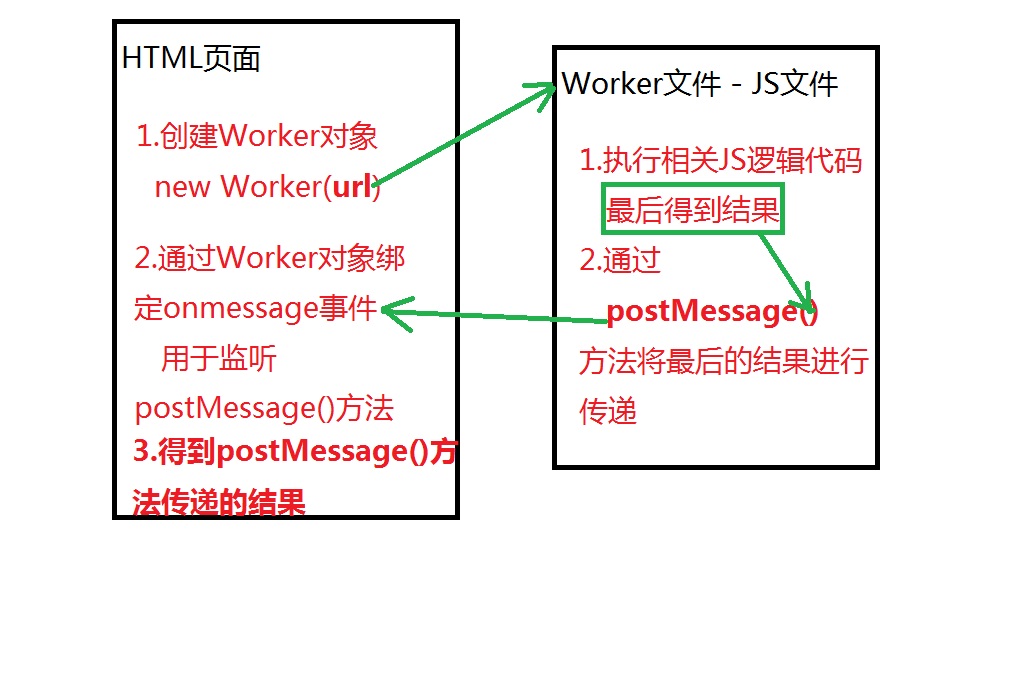 HTML页面
1.创建Worker对象
new Worker(url)
2.通过Worker对象绑
定onmessage事件
用于监听
postMessage()方法
3.得到postMessage()方
法传递的结果
Worker文件 - JS文件
1.执行相关JS逻辑代码
最后得到结果
2.通过
postMessage()
方法将最后的结果进行
传递